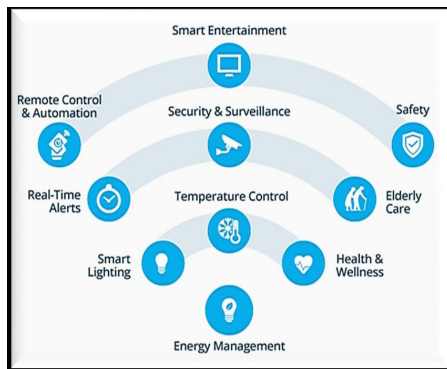 Smart Entertainment
Remote Control
& Automation
Security & Surveillance
Safety
Real-Time
Alerts
Temperature Control
Elderly
Care
Smart
Lighting
Health &
Wellness
Energy Management